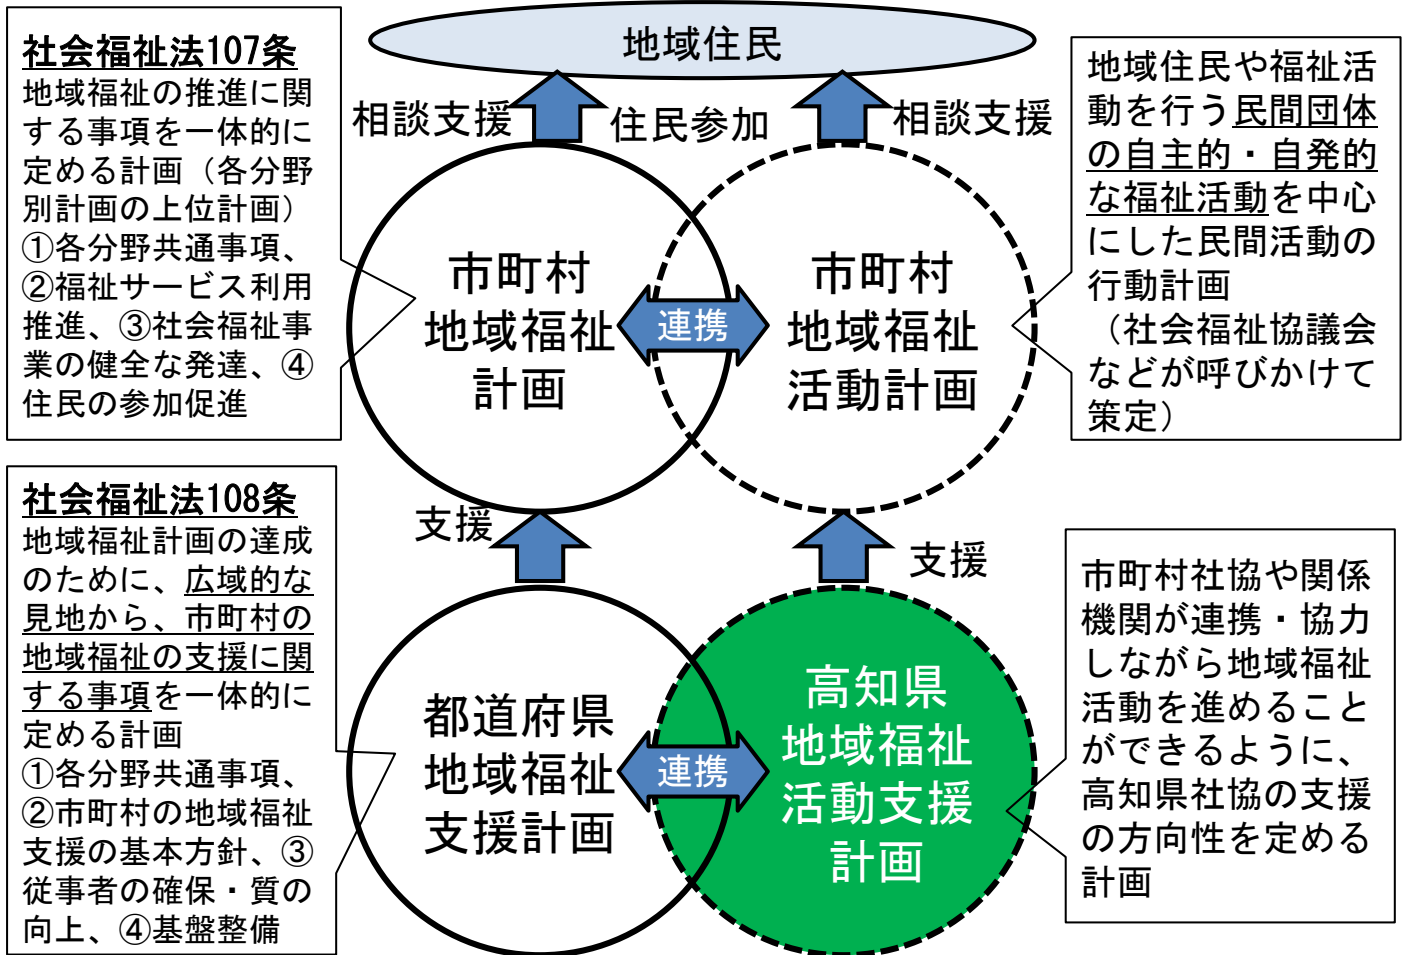 地域住民
社会福祉法107条
地域福祉の推進に関
する事項を一体的に
定める計画（各分野
別計画の上位計画）
①各分野共通事項、
②福祉サービス利用
推進、③社会福祉事
業の健全な発達、④
住民の参加促進
相談支援
住民参加
相談支援
地域住民や福祉活
動を行う民間団体
の自主的・自発的
な福祉活動を中心
にした民間活動の
行動計画
（社会福祉協議会
などが呼びかけて
策定）
市町村
地域福祉
計画
連携
市町村
地域福祉
活動計画
社会福祉法108条
地域福祉計画の達成
のために、広域的な
見地から、市町村の
地域福祉の支援に関
する事項を一体的に
定める計画
①各分野共通事項、
②市町村の地域福祉
支援の基本方針、③
従事者の確保・質の
向上、④基盤整備
支援
支援
都道府県
地域福祉
支援計画
連携
高知県
地域福祉
活動支援
計画
市町村社協や関係
機関が連携・協力
しながら地域福祉
活動を進めること
ができるように、
高知県社協の支援
の方向性を定める
計画